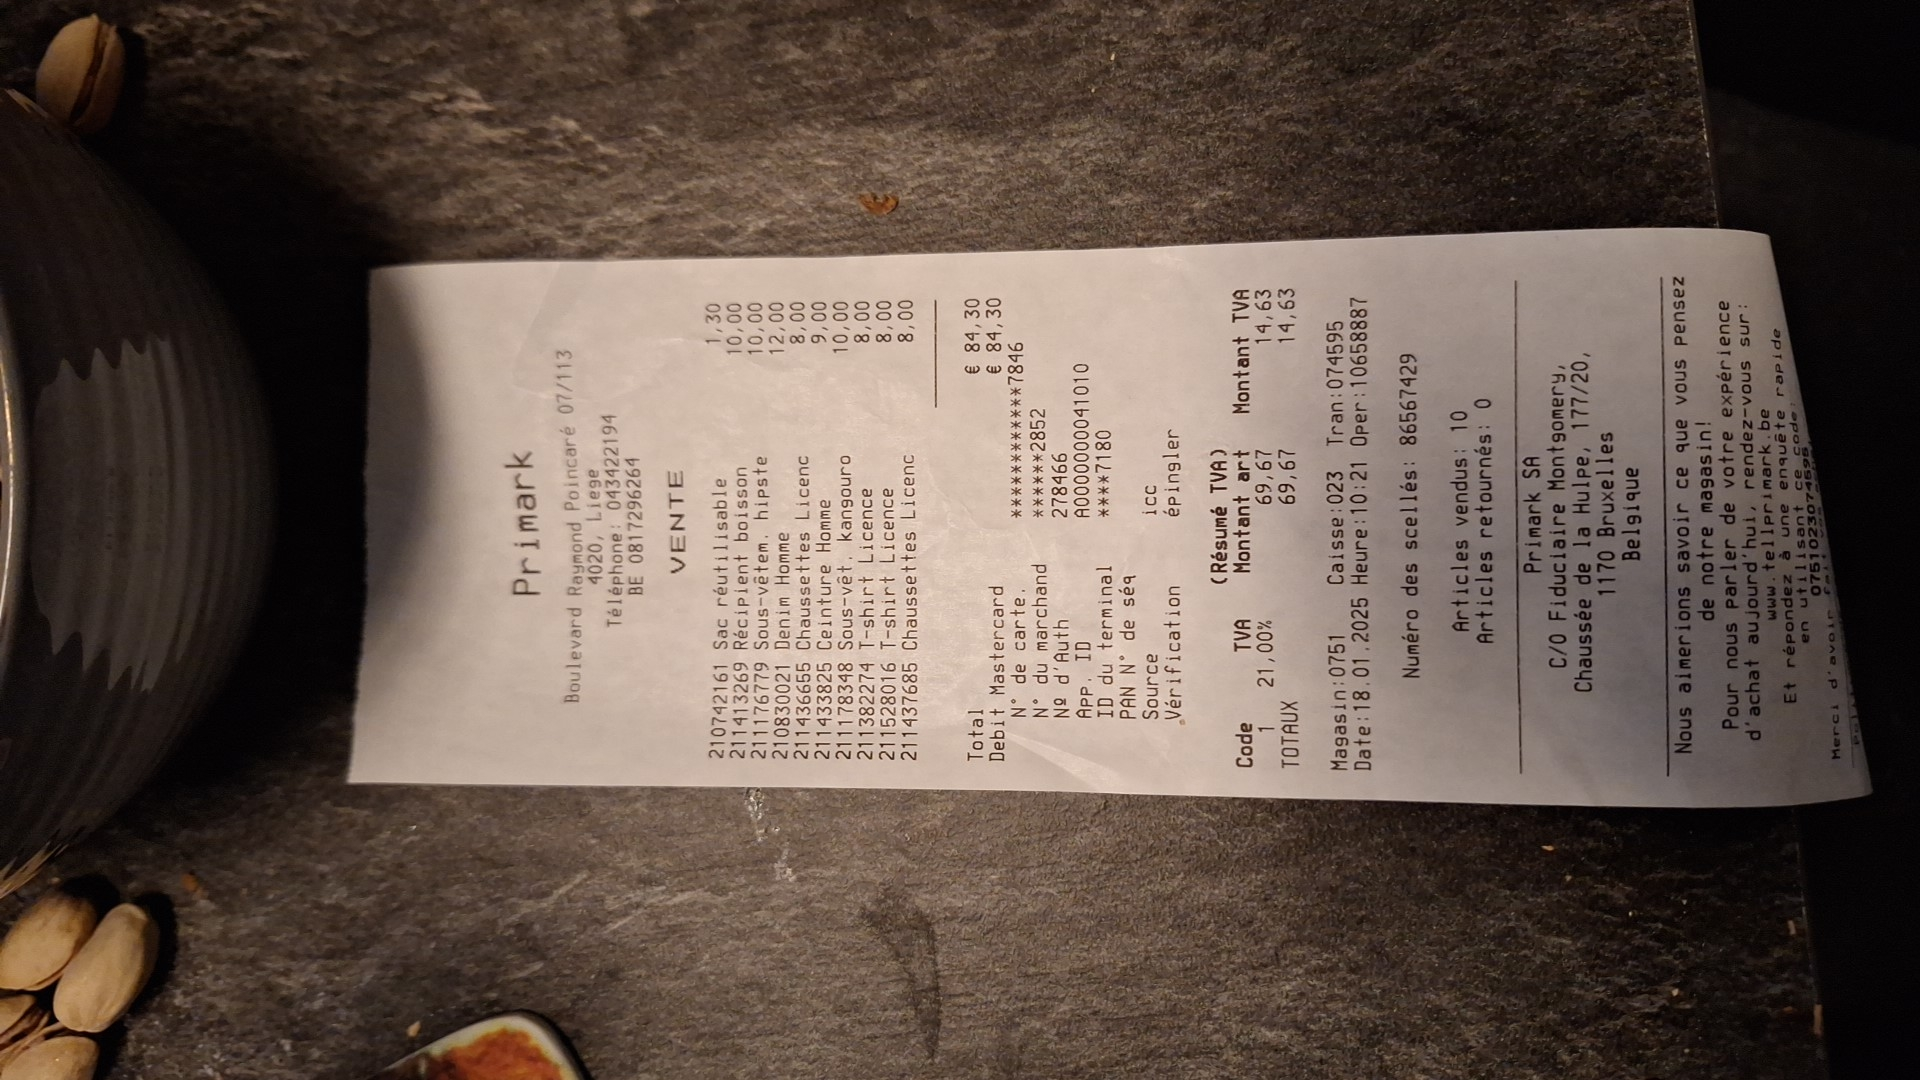 Primark
Boulevard Raymond Poincaré 07/113
4020, Liege
Téléphone: 043422194
BE 0817296264
VENTE
210742161 Sac réutilisable 1,30
211413269 Récipient boisson 10,00
211176779 Sous-vêtem. hipste 10,00
210830021 Denim Homme 12,00
211436655 Chaussettes Licenc 8,00
211433825 Ceinture Homme 9,00
211178348 Sous-vêt. kangouro 10,00
211382274 T-shirt Licence 8,00
211528016 T-shirt Licence 8,00
211437685 Chaussettes Licenc 8,00
Total € 84,30
Debit Mastercard € 84,30
N° de carte. ************7846
N° du marchand ******2852
Nº d'Auth 278466
App. ID A0000000041010
ID du terminal ****7180
PAN N° de séq
Source icc
Vérification épingler
(Résumé TVA)
Code TVA Montant art Montant TVA
1 21,00% 69,67 14,63
TOTAUX 69,67 14,63
Magasin:0751 Caisse:023 Tran:074595
Date:18.01.2025 Heure:10:21 Oper:10658887
Numéro des scellés: 86567429
Articles vendus: 10
Articles retournés: 0
Primark SA
C/O Fiduciaire Montgomery,
Chaussée de la Hulpe, 177/20,
1170 Bruxelles
Belgique
Nous aimerions savoir ce que vous pensez
de notre magasin!
Pour nous parler de votre expérience
d'achat aujourd'hui, rendez-vous sur:
www.tellprimark.be
Et répondez à une enquête rapide
en utilisant ce code:
075102307459
Merci d'avoir